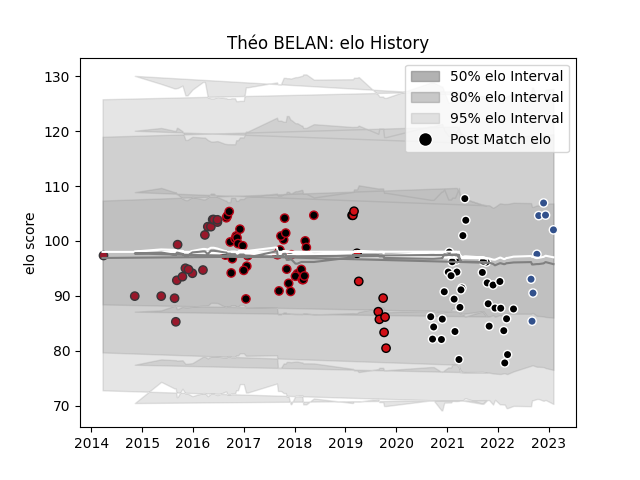 Théo BELAN: elo History
50% elo Interval
80% elo Interval
95% elo Interval
Post Match elo
elo score
130
120
110
100
90
80
70
2014 2015 2016 2017 2018 2019 2020 2021 2022 2023